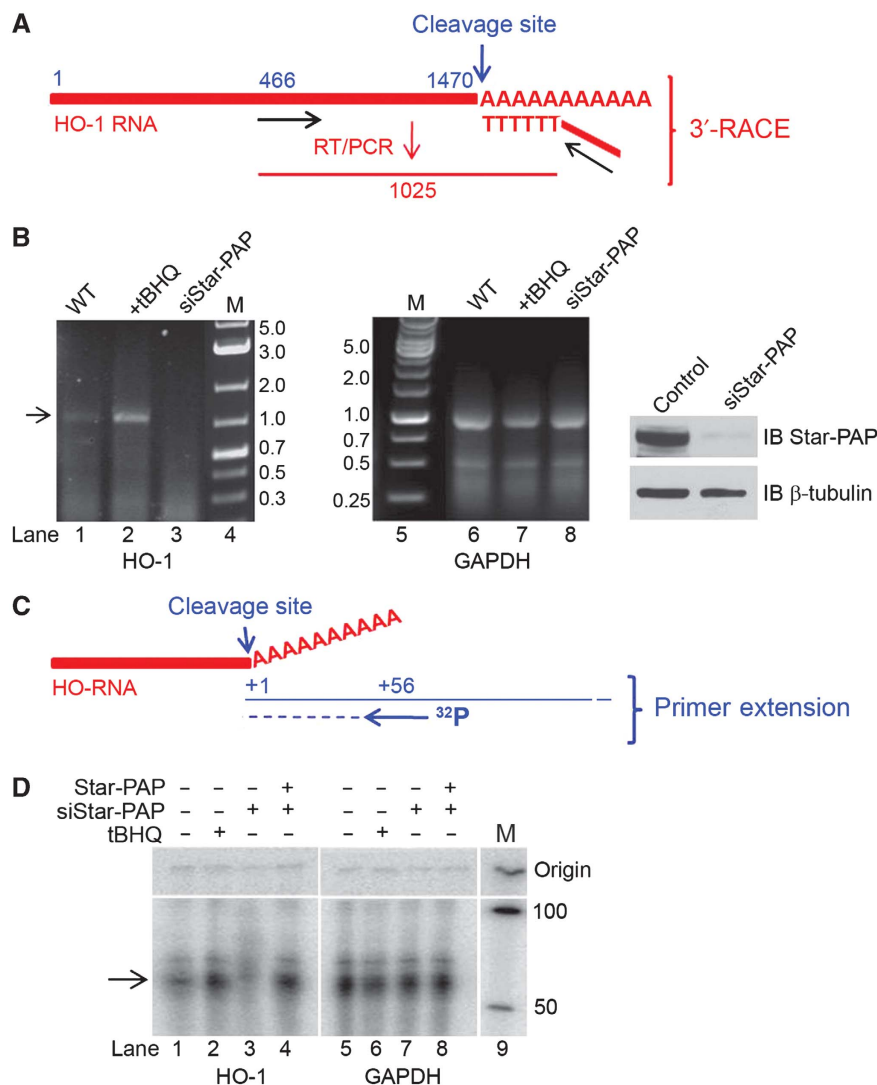 A
Cleavage site
1 466 1470
AAAAAAAAAAA
HO-1 RNA
TTTTTT
RT/PCR
3′-RACE
1025
B
WT +tBHQ siStar-PAP M
5.0
3.0
2.0
1.0
0.7
0.5
0.3
Lane 1 2 3 4
HO-1
M WT +tBHQ siStar-PAP
5.0
2.0
1.0
0.7
0.5
0.25
5 6 7 8
GAPDH
Control siStar-PAP
IB Star-PAP
IB β-tubulin
C
Cleavage site
AAAAAAAAAA
HO-RNA
+1 +56
32P
Primer extension
D
Star-PAP – – – + – – – +
siStar-PAP – – + + – – + +
tBHQ – + – – – + – – M
Origin
100
50
Lane 1 2 3 4 5 6 7 8 9
HO-1 GAPDH